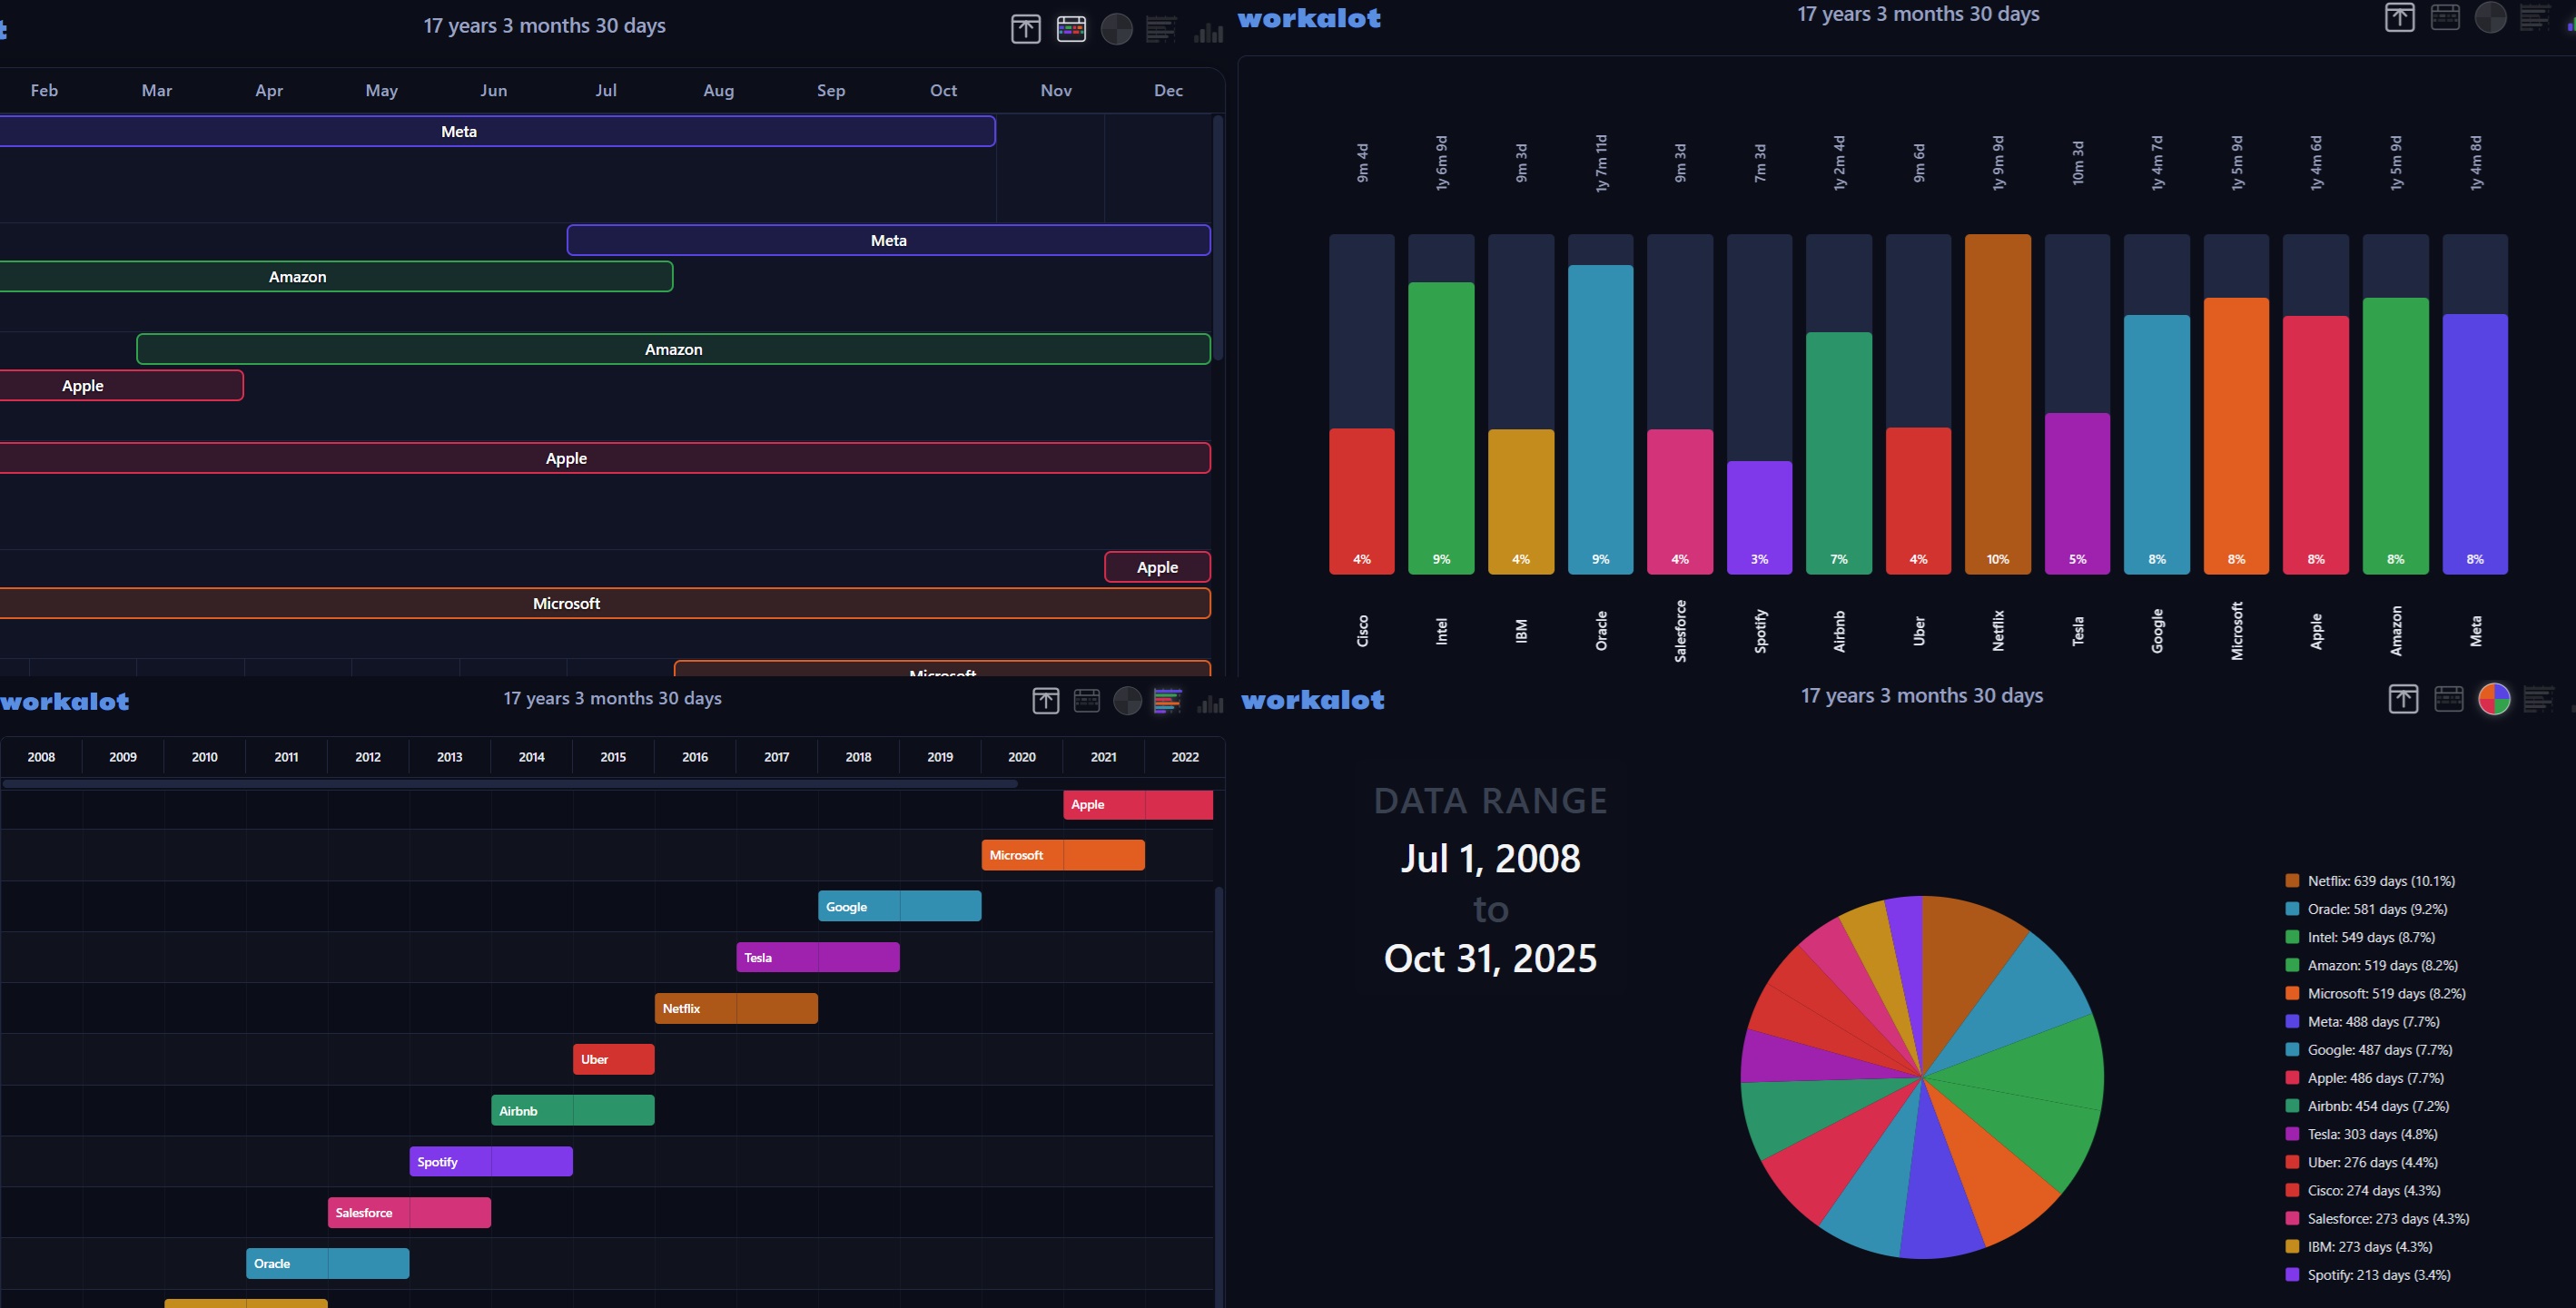 17 years 3 months 30 days
Feb Mar Apr May Jun Jul Aug Sep Oct Nov Dec
Meta
Meta
Amazon
Amazon
Apple
Apple
Apple
Microsoft
Microsoft
workalot
17 years 3 months 30 days
9m 4d 1y 6m 9d 9m 3d 1y 7m 11d 9m 3d 7m 3d 1y 2m 4d 9m 6d 1y 9m 9d 10m 3d 1y 4m 7d 1y 5m 9d 1y 4m 6d 1y 5m 9d 1y 4m 8d
4% 9% 4% 9% 4% 3% 7% 4% 10% 5% 8% 8% 8% 8% 8%
Cisco Intel IBM Oracle Salesforce Spotify Airbnb Uber Netflix Tesla Google Microsoft Apple Amazon Meta
workalot
17 years 3 months 30 days
2008 2009 2010 2011 2012 2013 2014 2015 2016 2017 2018 2019 2020 2021 2022
Apple
Microsoft
Google
Tesla
Netflix
Uber
Airbnb
Spotify
Salesforce
Oracle
workalot
17 years 3 months 30 days
DATA RANGE
Jul 1, 2008
to
Oct 31, 2025
Netflix: 639 days (10.1%)
Oracle: 581 days (9.2%)
Intel: 549 days (8.7%)
Amazon: 519 days (8.2%)
Microsoft: 519 days (8.2%)
Meta: 488 days (7.7%)
Google: 487 days (7.7%)
Apple: 486 days (7.7%)
Airbnb: 454 days (7.2%)
Tesla: 303 days (4.8%)
Uber: 276 days (4.4%)
Cisco: 274 days (4.3%)
Salesforce: 273 days (4.3%)
IBM: 273 days (4.3%)
Spotify: 213 days (3.4%)